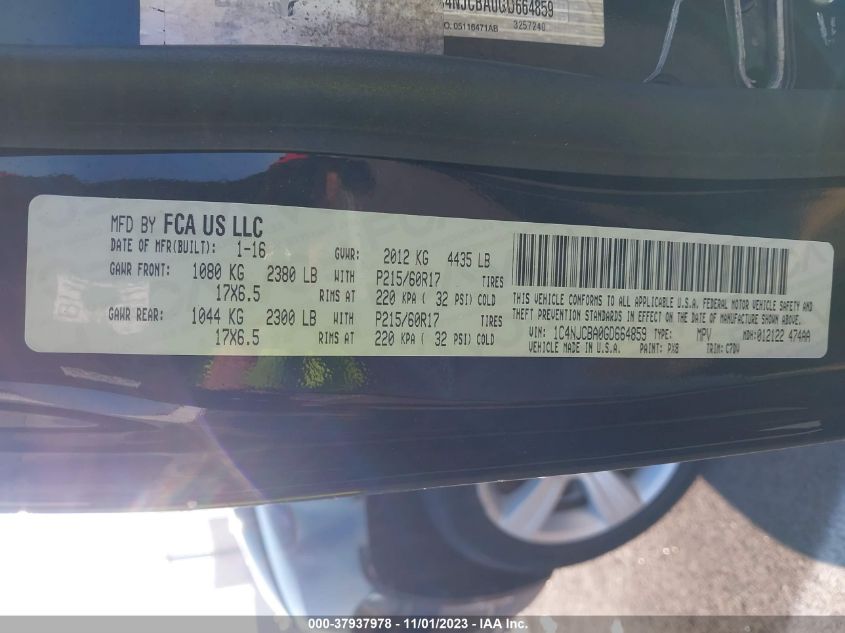 4NJCBA0GD664859
NO. 05116471AB 3257240
MFD BY FCA US LLC
DATE OF MFR(BUILT): 1-16 GVWR: 2012 KG 4435 LB
GAWR FRONT: 1080 KG 2380 LB WITH P215/60R17 TIRES
17X6.5 RIMS AT 220 KPA ( 32 PSI) COLD
GAWR REAR: 1044 KG 2300 LB WITH P215/60R17 TIRES
17X6.5 RIMS AT 220 KPA ( 32 PSI) COLD
THIS VEHICLE CONFORMS TO ALL APPLICABLE U.S.A. FEDERAL MOTOR VEHICLE SAFETY AND
THEFT PREVENTION STANDARDS IN EFFECT ON THE DATE OF MANUFACTURE SHOWN ABOVE.
VIN: 1C4NJCBA0GD664859 TYPE: MPV MDH:012122 474AA
VEHICLE MADE IN U.S.A. PAINT: PX8 TRIM: C7DV
000-37937978 - 11/01/2023 - IAA Inc.